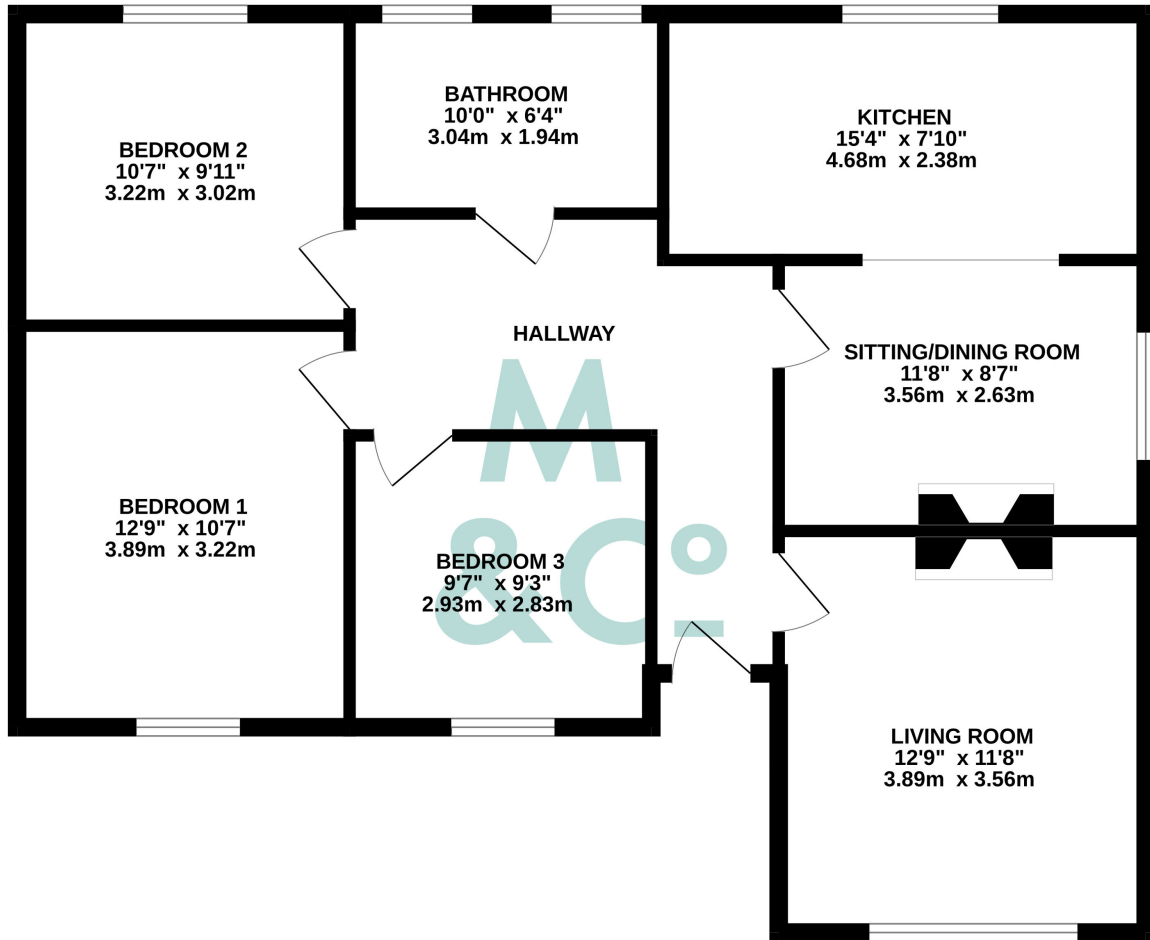 BEDROOM 2
10'7" x 9'11"
3.22m x 3.02m
BATHROOM
10'0" x 6'4"
3.04m x 1.94m
KITCHEN
15'4" x 7'10"
4.68m x 2.38m
HALLWAY
SITTING/DINING ROOM
11'8" x 8'7"
3.56m x 2.63m
M
&Co
BEDROOM 1
12'9" x 10'7"
3.89m x 3.22m
BEDROOM 3
9'7" x 9'3"
2.93m x 2.83m
LIVING ROOM
12'9" x 11'8"
3.89m x 3.56m